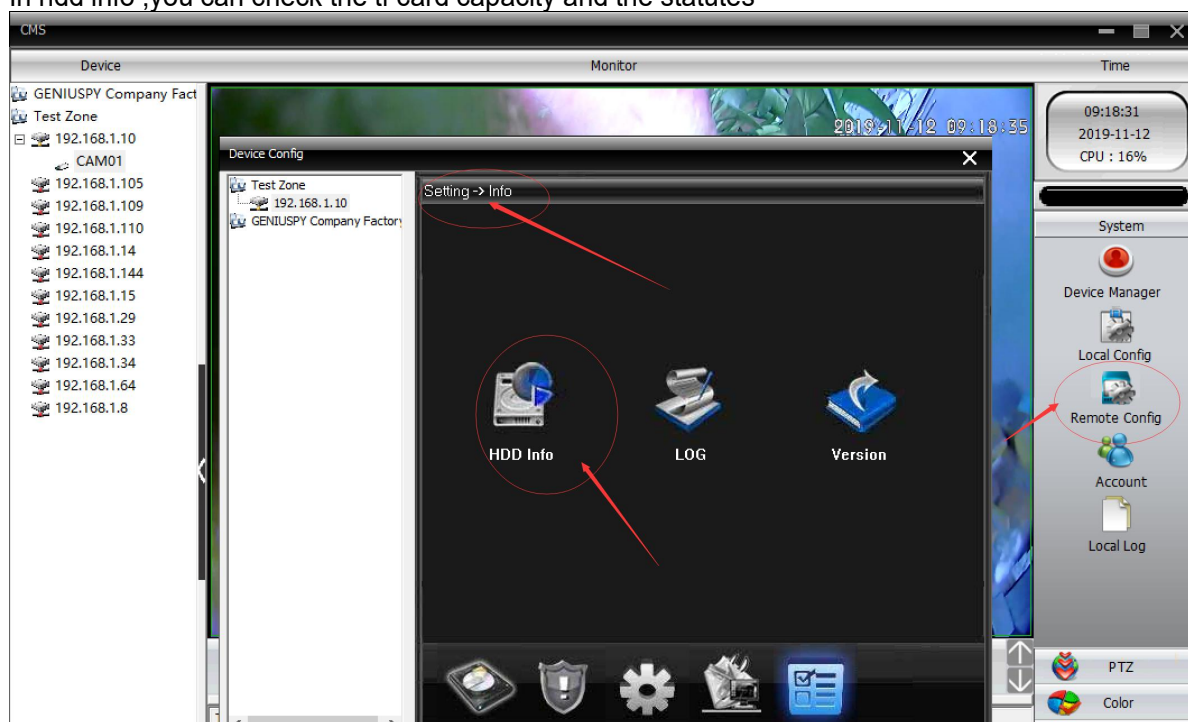 In hdd info ,you can check the tf card capacity and the statutes
CMS
Device
Monitor
Time
GENIUSPY Company Fact
Test Zone
192.168.1.10
CAM01
192.168.1.105
192.168.1.109
192.168.1.110
192.168.1.14
192.168.1.144
192.168.1.15
192.168.1.29
192.168.1.33
192.168.1.34
192.168.1.64
192.168.1.8
2019-11-12 09:18:35
Device Config
Test Zone
192.168.1.10
GENIUSPY Company Factory
Setting -> Info
HDD Info
LOG
Version
09:18:31
2019-11-12
CPU : 16%
System
Device Manager
Local Config
Remote Config
Account
Local Log
PTZ
Color